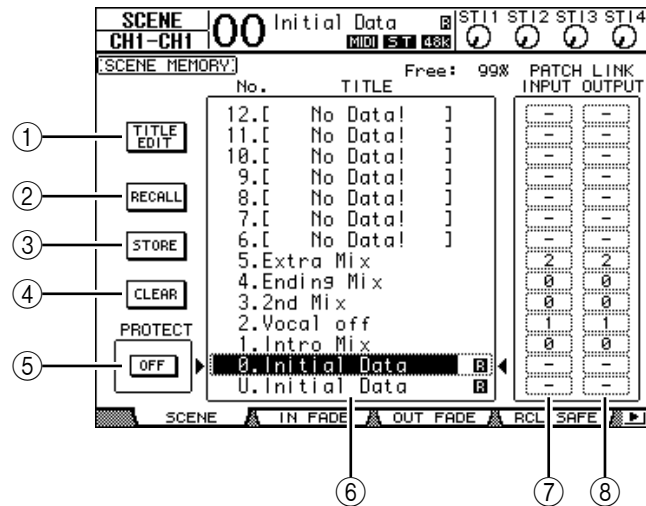 SCENE 00 Initial Data R STI1 STI2 STI3 STI4
CH1-CH1 MIDI ST 48k
SCENE MEMORY Free: 99% PATCH LINK
No. TITLE INPUT OUTPUT
12.[ No Data! ] - -
① TITLE EDIT 11.[ No Data! ] - -
10.[ No Data! ] - -
9.[ No Data! ] - -
② RECALL 8.[ No Data! ] - -
7.[ No Data! ] - -
③ STORE 6.[ No Data! ] - -
5.Extra Mix 2 2
4.Ending Mix 0 0
④ CLEAR 3.2nd Mix 0 0
2.Vocal off 1 1
PROTECT 1.Intro Mix 0 0
⑤ OFF 0.Initial Data R - -
U.Initial Data R - -
SCENE IN FADE OUT FADE RCL SAFE
⑥ ⑦ ⑧